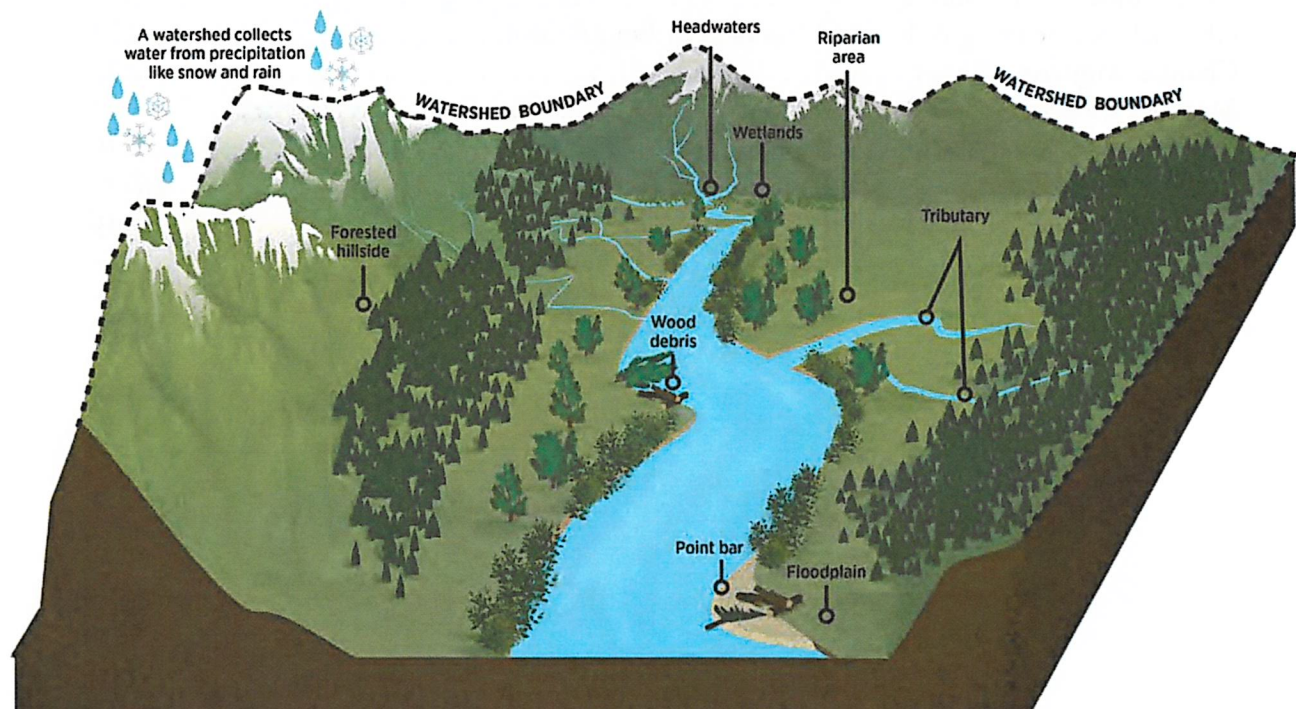 A watershed collects
water from precipitation
like snow and rain
WATERSHED BOUNDARY
Headwaters
Riparian
area
WATERSHED BOUNDARY
Wetlands
Tributary
Forested
hillside
Wood
debris
Point bar
Floodplain